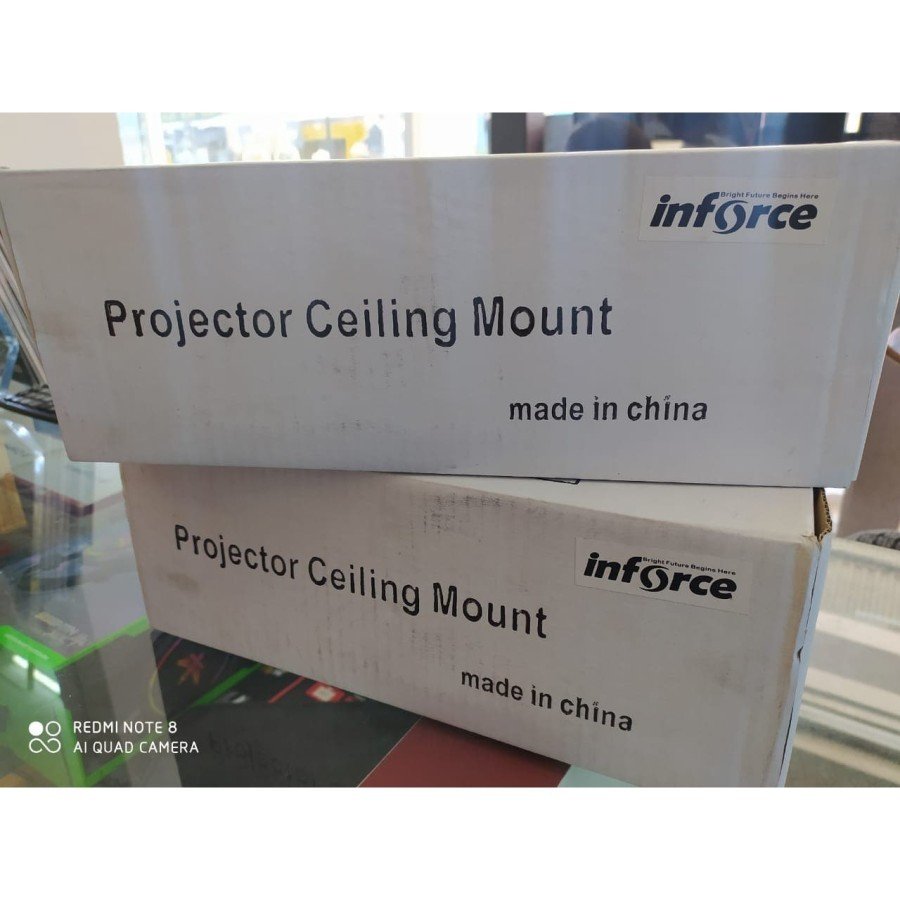 Bright Future Begins Here
inforce
Projector Ceiling Mount
made in china
Bright Future Begins Here
inforce
Projector Ceiling Mount
made in china
REDMI NOTE 8
AI QUAD CAMERA